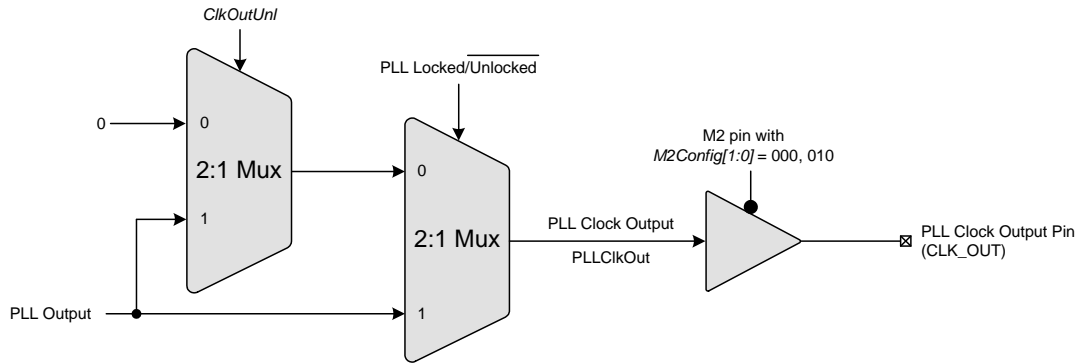 ClkOutUnl
PLL Locked/Unlocked
0
0
2:1 Mux
1
M2 pin with
M2Config[1:0] = 000, 010
0
2:1 Mux
1
PLL Clock Output
PLLClkOut
PLL Clock Output Pin
(CLK_OUT)
PLL Output